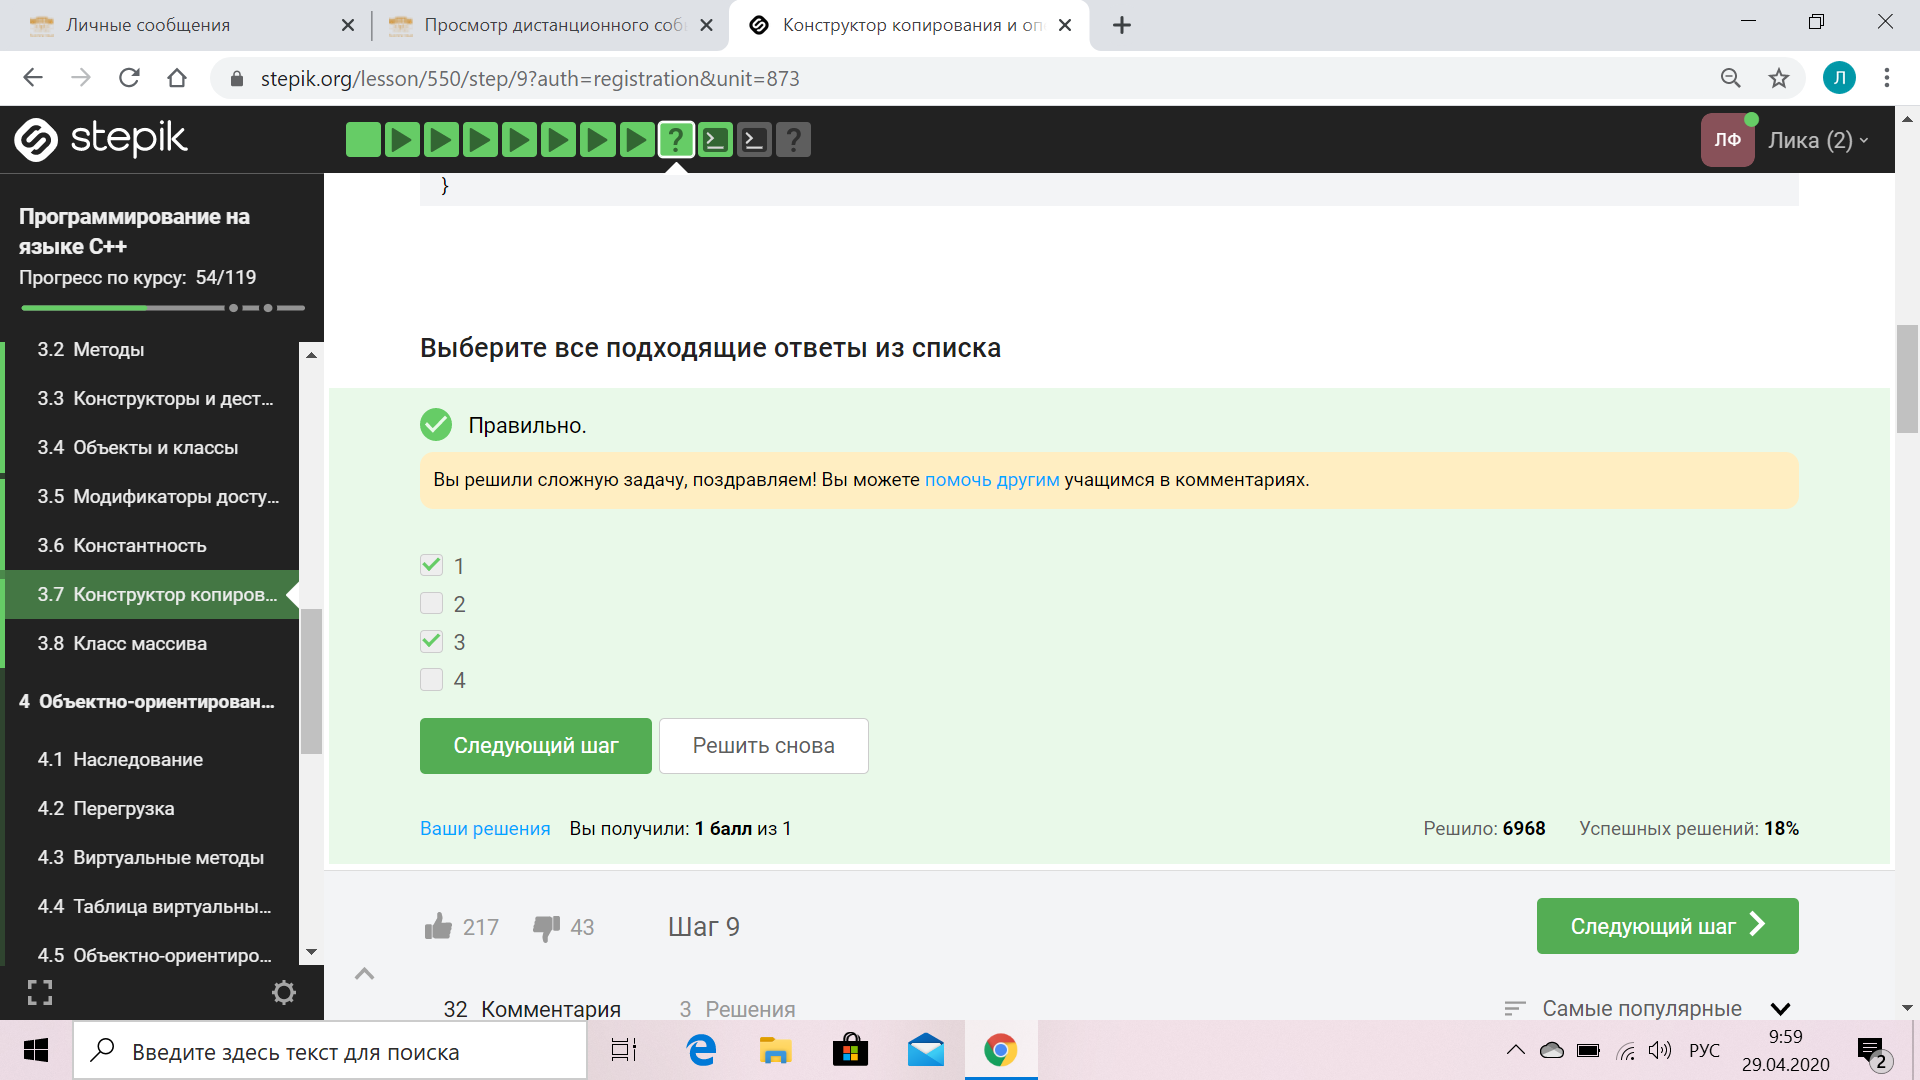 Личные сообщения
Просмотр дистанционного соб
Конструктор копирования и оп
stepik.org/lesson/550/step/9?auth=registration&unit=873
Л
stepik
ЛФ
Лика (2)
Программирование на
языке C++
Прогресс по курсу: 54/119
3.2 Методы
3.3 Конструкторы и дест...
3.4 Объекты и классы
3.5 Модификаторы досту...
3.6 Константность
3.7 Конструктор копиров...
3.8 Класс массива
4 Объектно-ориентирован...
4.1 Наследование
4.2 Перегрузка
4.3 Виртуальные методы
4.4 Таблица виртуальны...
4.5 Объектно-ориентиро...
}
Выберите все подходящие ответы из списка
Правильно.
Вы решили сложную задачу, поздравляем! Вы можете помочь другим учащимся в комментариях.
1
2
3
4
Следующий шаг
Решить снова
Ваши решения Вы получили: 1 балл из 1
Решило: 6968 Успешных решений: 18%
217 43 Шаг 9
Следующий шаг
32 Комментария 3 Решения
Самые популярные
Введите здесь текст для поиска
РУС
9:59
29.04.2020
2